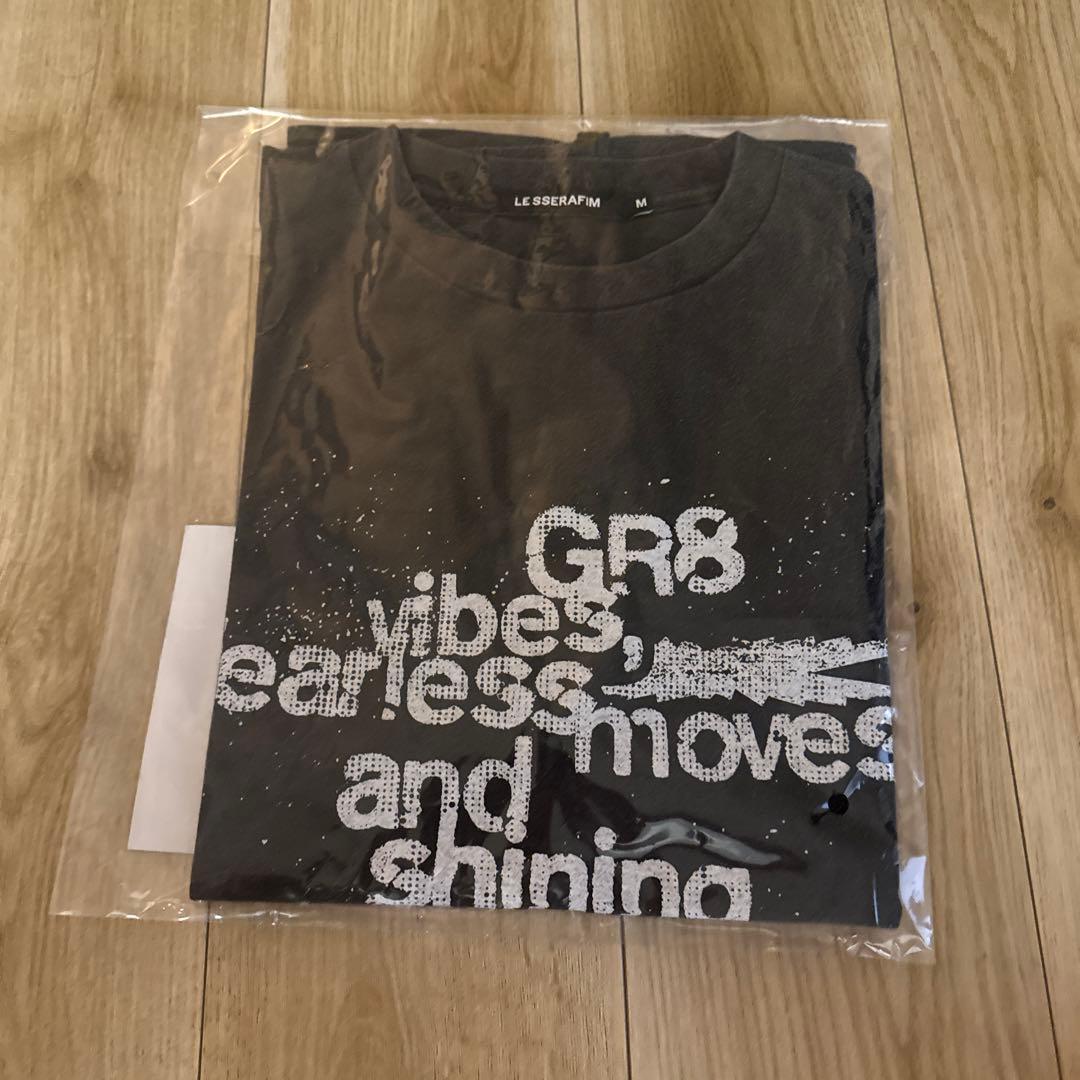 LE SSERAFIM M
GR8
vibes,
earless
moves
and
shining